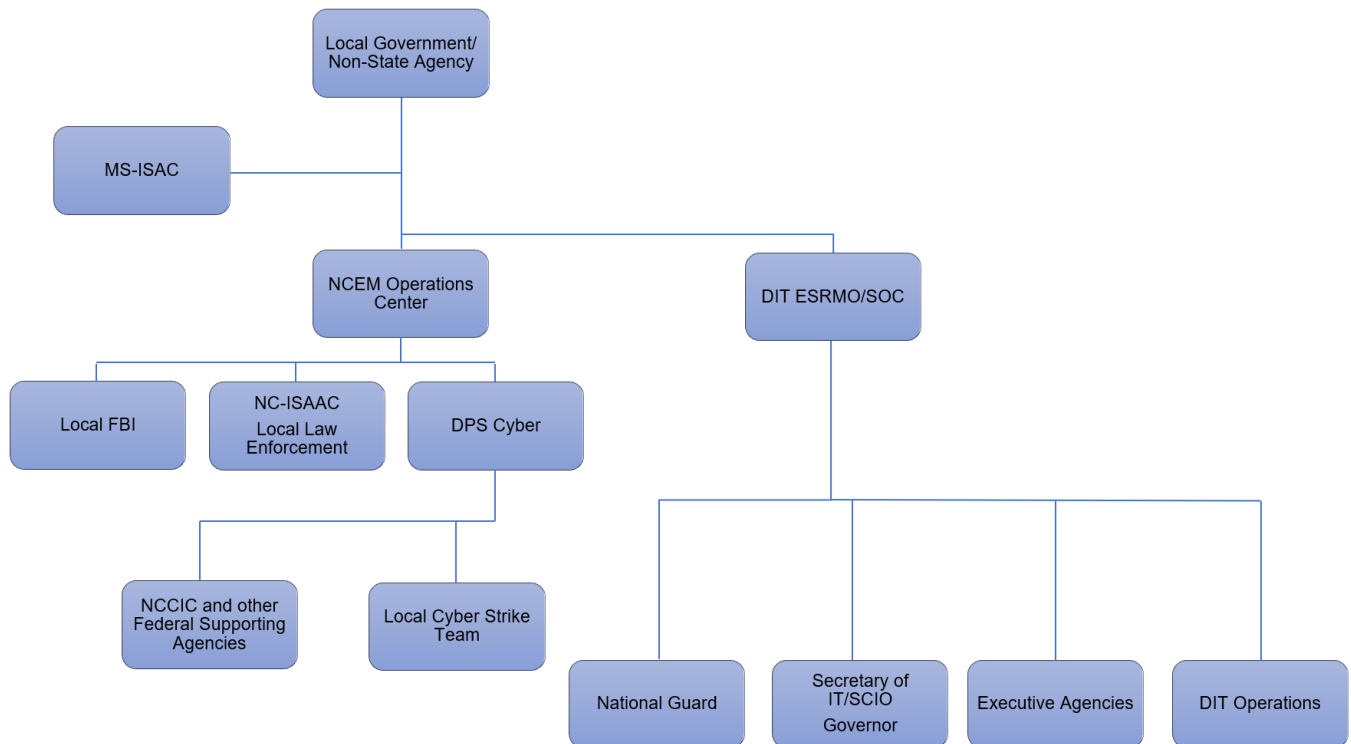 Local Government/
Non-State Agency
MS-ISAC
NCEM Operations
Center
DIT ESRMO/SOC
Local FBI
NC-ISAAC
Local Law
Enforcement
DPS Cyber
NCCIC and other
Federal Supporting
Agencies
Local Cyber Strike
Team
National Guard
Secretary of
IT/SCIO
Governor
Executive Agencies
DIT Operations